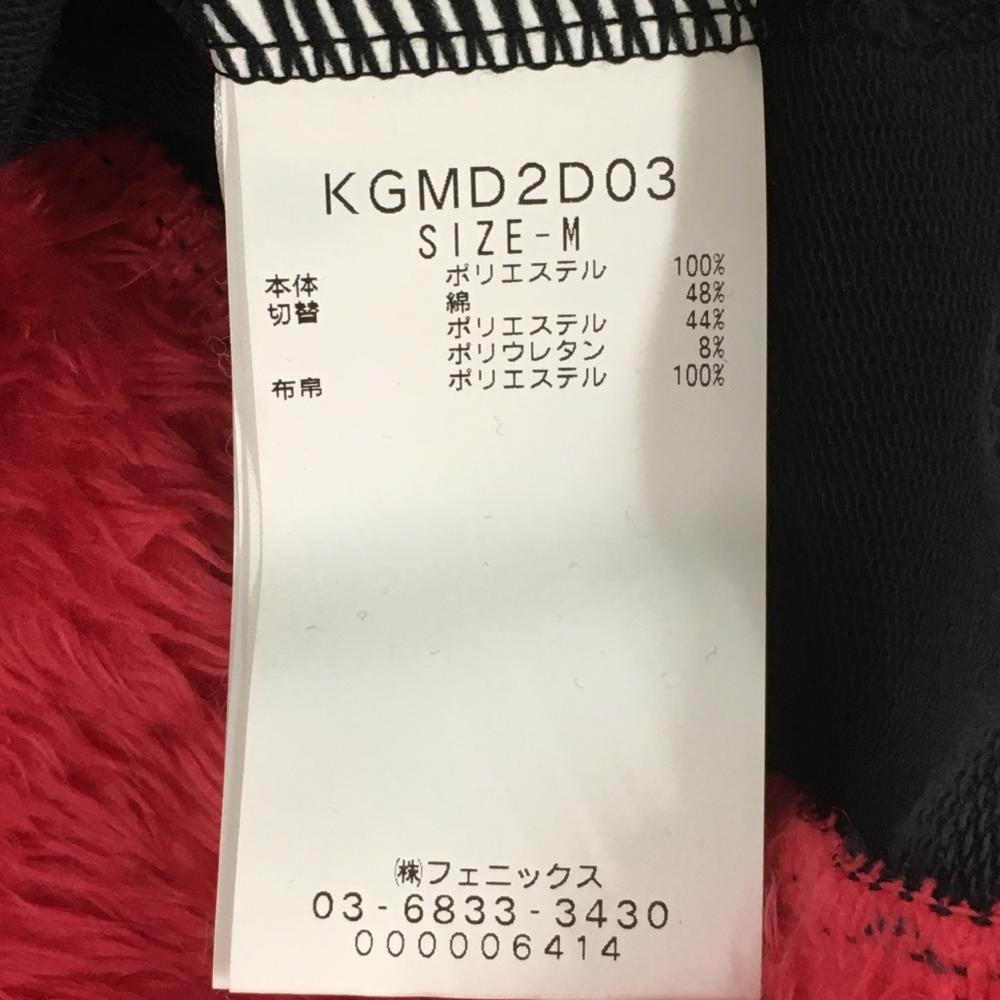 KGMD2D03
SIZE-M
本体 ポリエステル 100%
切替 綿 48%
ポリエステル 44%
ポリウレタン 8%
布帛 ポリエステル 100%
㈱フェニックス
03-6833-3430
000006414